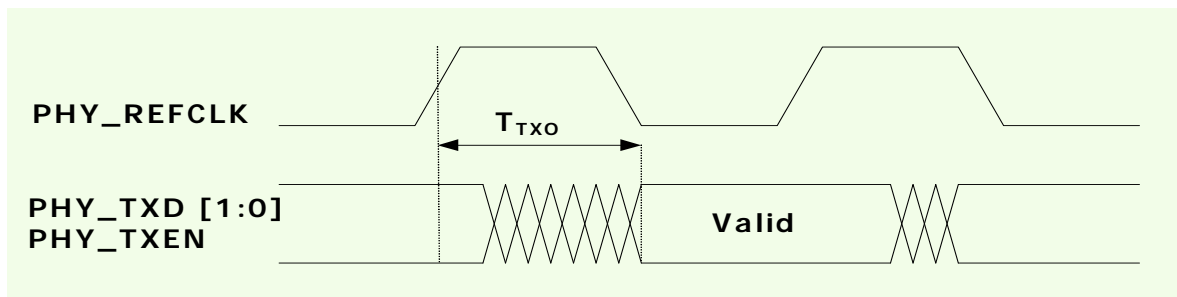 PHY_REFCLK
TTXO
PHY_TXD [1:0]
PHY_TXEN
Valid